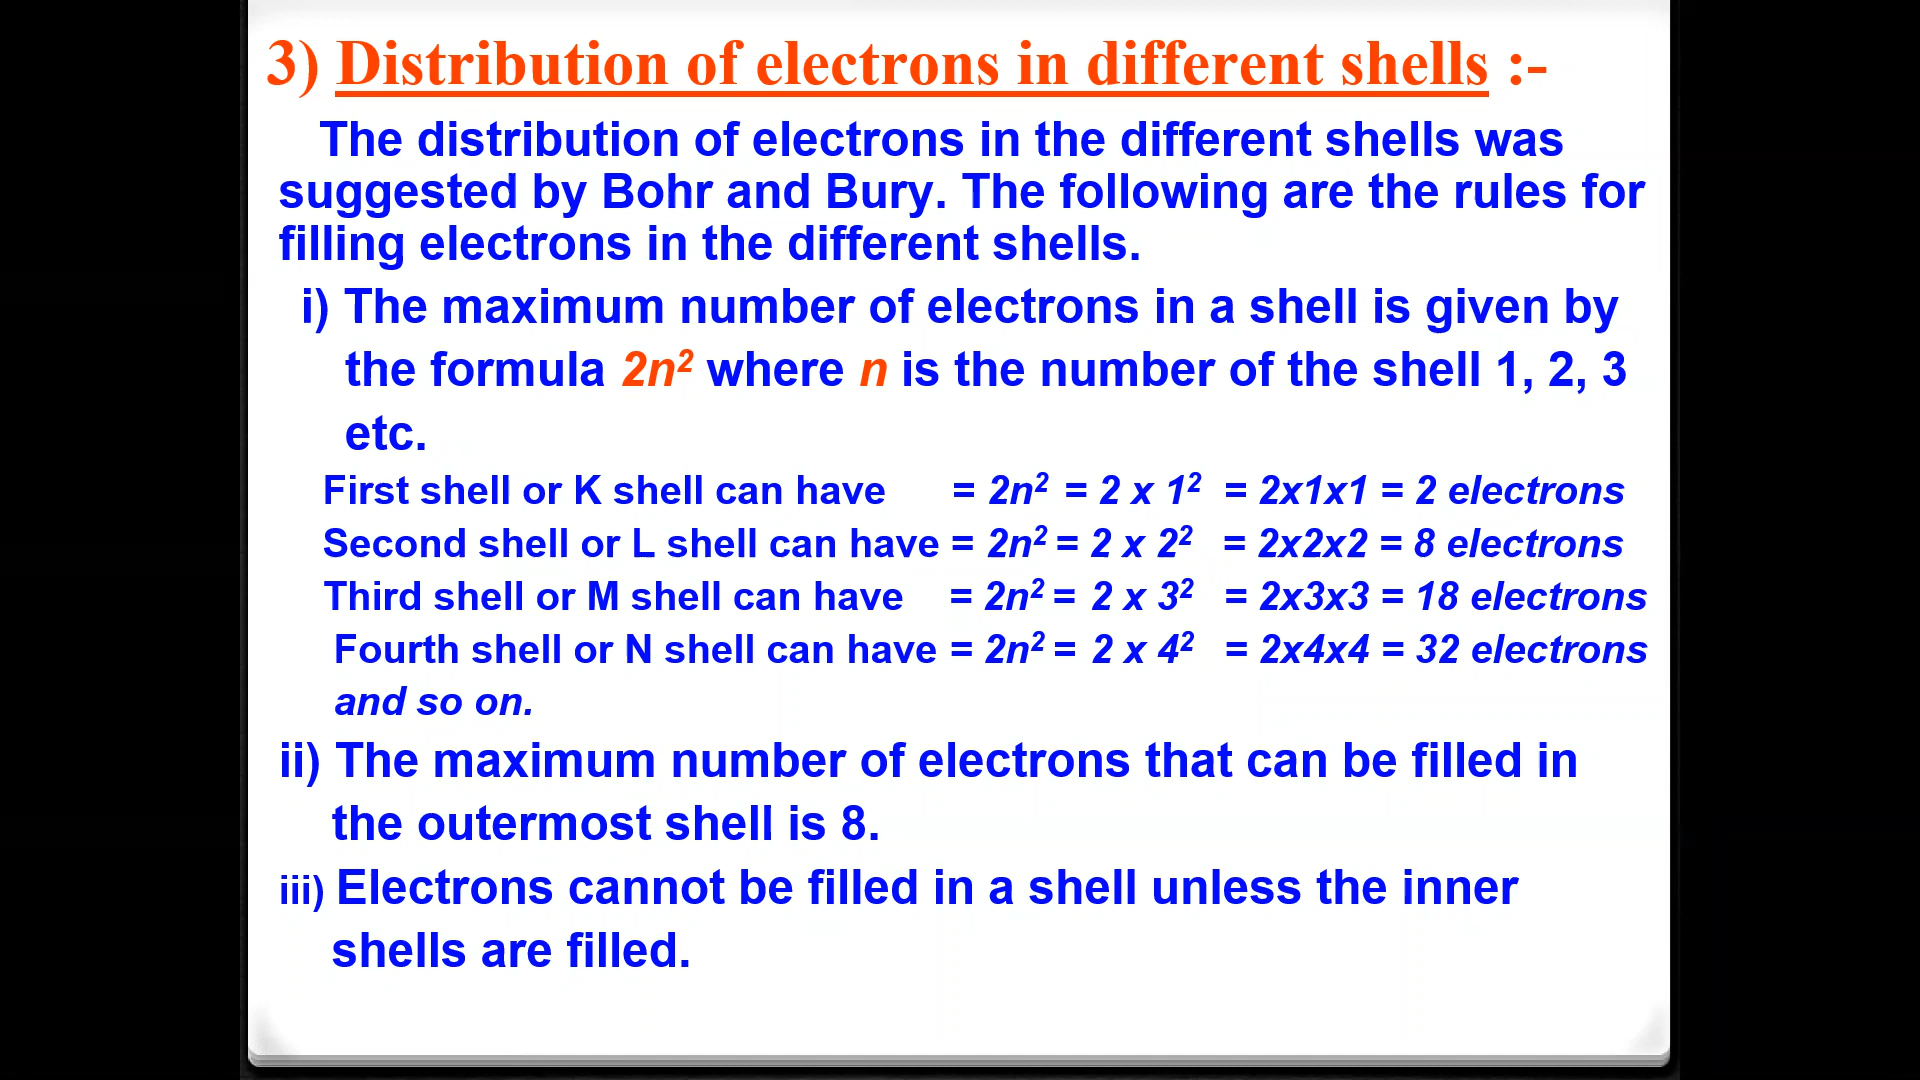 3) Distribution of electrons in different shells :-
The distribution of electrons in the different shells was
suggested by Bohr and Bury. The following are the rules for
filling electrons in the different shells.
i) The maximum number of electrons in a shell is given by
the formula 2n² where n is the number of the shell 1, 2, 3
etc.
First shell or K shell can have = 2n² = 2 x 1² = 2x1x1 = 2 electrons
Second shell or L shell can have = 2n² = 2 x 2² = 2x2x2 = 8 electrons
Third shell or M shell can have = 2n² = 2 x 3² = 2x3x3 = 18 electrons
Fourth shell or N shell can have = 2n² = 2 x 4² = 2x4x4 = 32 electrons
and so on.
ii) The maximum number of electrons that can be filled in
the outermost shell is 8.
iii) Electrons cannot be filled in a shell unless the inner
shells are filled.